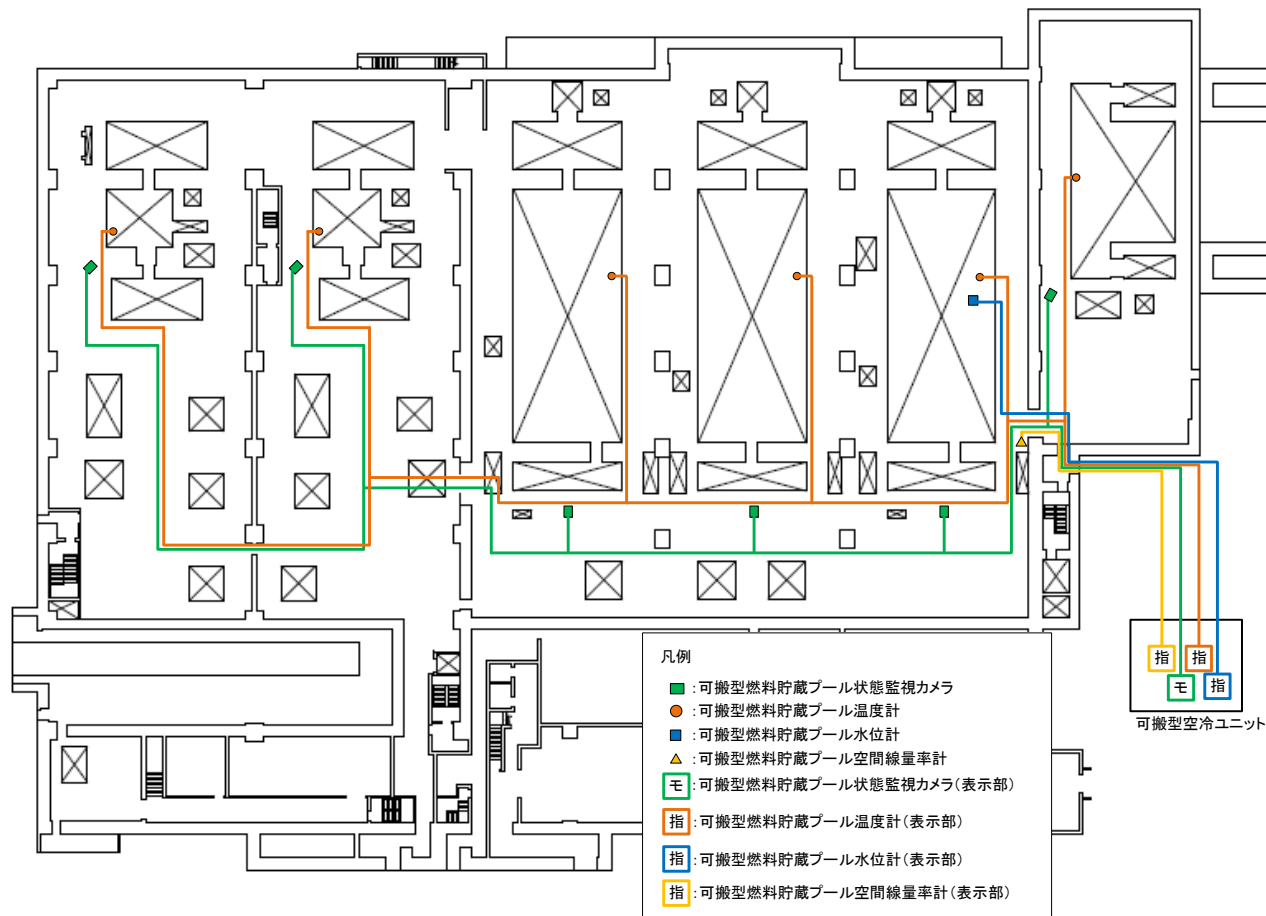 指
指
モ
指
可搬型空冷ユニット
凡例
：可搬型燃料貯蔵プール状態監視カメラ
：可搬型燃料貯蔵プール温度計
：可搬型燃料貯蔵プール水位計
：可搬型燃料貯蔵プール空間線量率計
モ：可搬型燃料貯蔵プール状態監視カメラ(表示部)
指：可搬型燃料貯蔵プール温度計(表示部)
指：可搬型燃料貯蔵プール水位計(表示部)
指：可搬型燃料貯蔵プール空間線量率計(表示部)